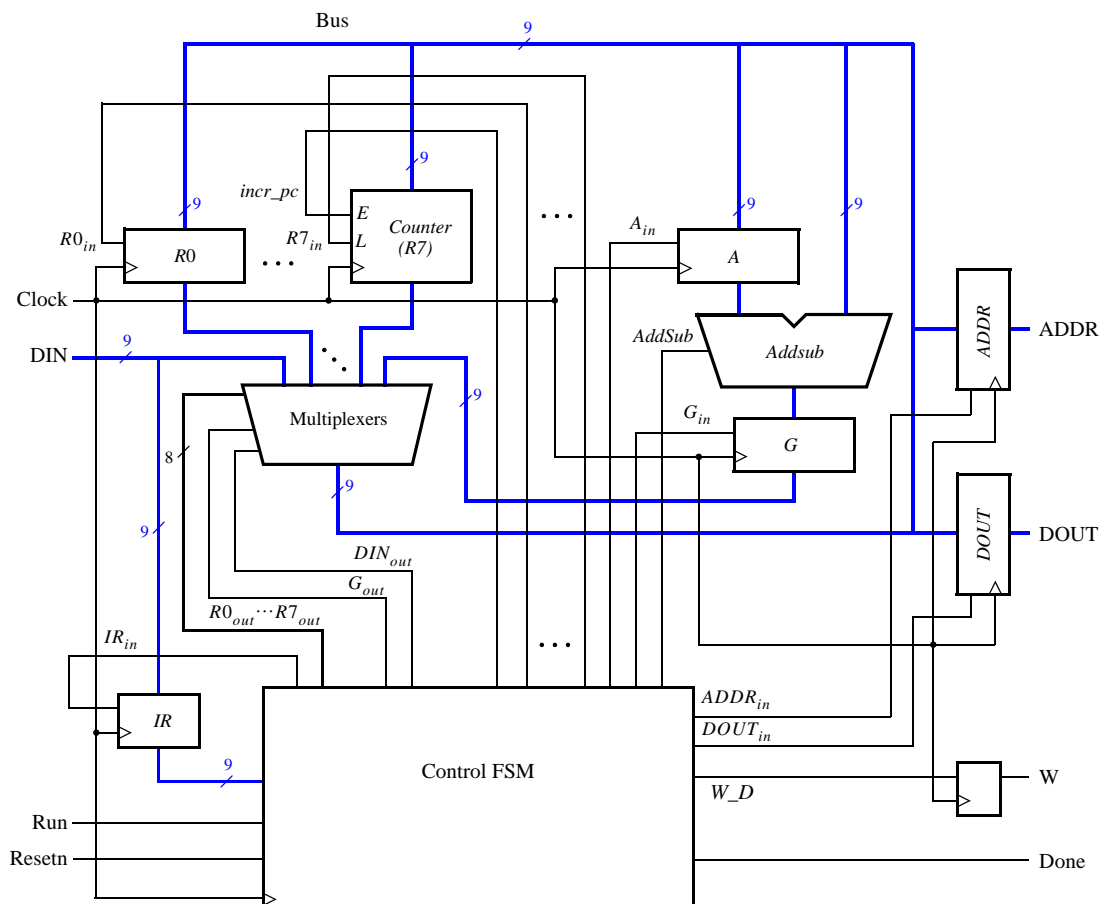 Bus
9
9
incr_pc
E
Counter
(R7)
L
R7in
• • •
9
R0in
R0
• • •
• • •
9
9
Ain
A
Clock
DIN
9
AddSub
Addsub
ADDR
ADDR
Multiplexers
9
Gin
G
8
9
9
DOUT
DOUT
DINout
Gout
R0out···R7out
• • •
IRin
IR
9
ADDRin
DOUTin
Control FSM
W_D
W
Run
Resetn
Done